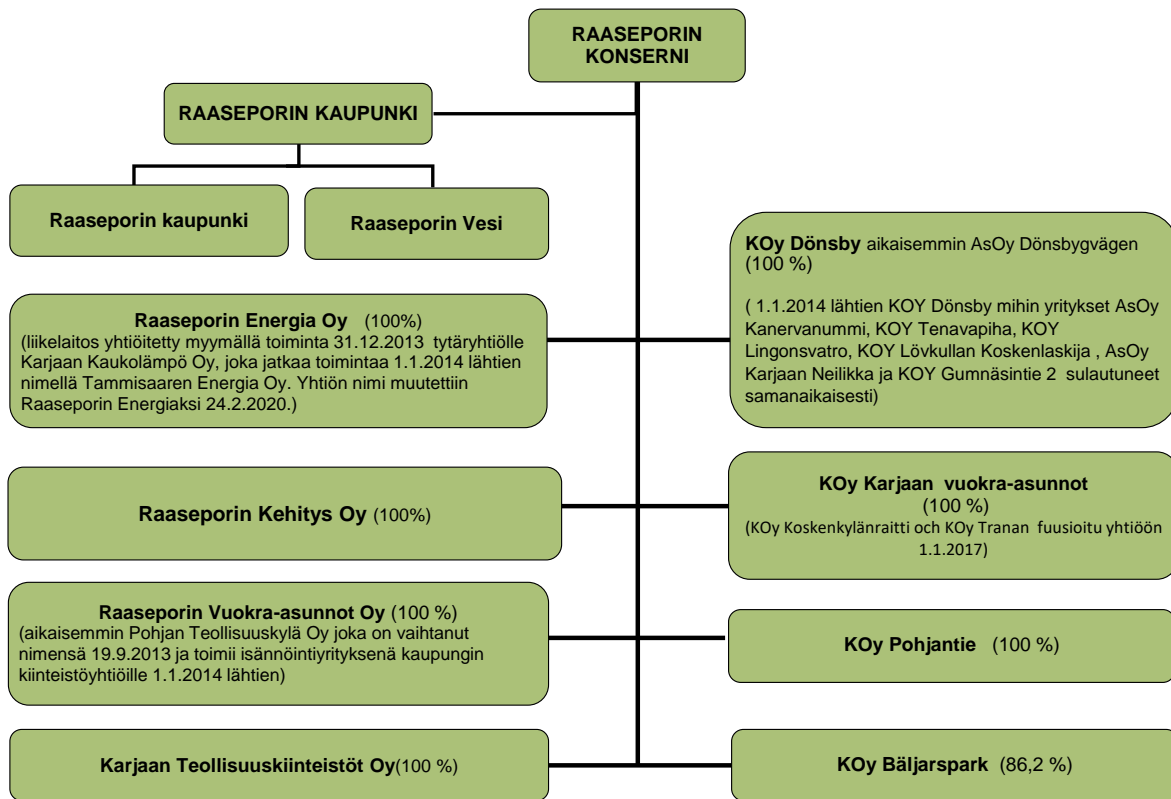 RAASEPORIN
KONSERNI
RAASEPORIN KAUPUNKI
Raaseporin kaupunki
Raaseporin Vesi
KOy Dönsby aikaisemmin AsOy Dönsbygvägen
(100 %)
( 1.1.2014 lähtien KOY Dönsby mihin yritykset AsOy
Kanervanummi, KOY Tenavapiha, KOY
Lingonsvatro, KOY Lövkullan Koskenlaskija , AsOy
Karjaan Neilikka ja KOY Gumnäsintie 2 sulautuneet
samanaikaisesti)
Raaseporin Energia Oy (100%)
(liikelaitos yhtiöitetty myymällä toiminta 31.12.2013 tytäryhtiölle
Karjaan Kaukolämpö Oy, joka jatkaa toimintaa 1.1.2014 lähtien
nimellä Tammisaaren Energia Oy. Yhtiön nimi muutettiin
Raaseporin Energiaksi 24.2.2020.)
Raaseporin Kehitys Oy (100%)
KOy Karjaan vuokra-asunnot
(100 %)
(KOy Koskenkylänraitti och KOy Tranan fuusioitu yhtiöön
1.1.2017)
Raaseporin Vuokra-asunnot Oy (100 %)
(aikaisemmin Pohjan Teollisuuskylä Oy joka on vaihtanut
nimensä 19.9.2013 ja toimii isännöintiyrityksenä kaupungin
kiinteistöyhtiöille 1.1.2014 lähtien)
KOy Pohjantie (100 %)
Karjaan Teollisuuskiinteistöt Oy(100 %)
KOy Bäljarspark (86,2 %)